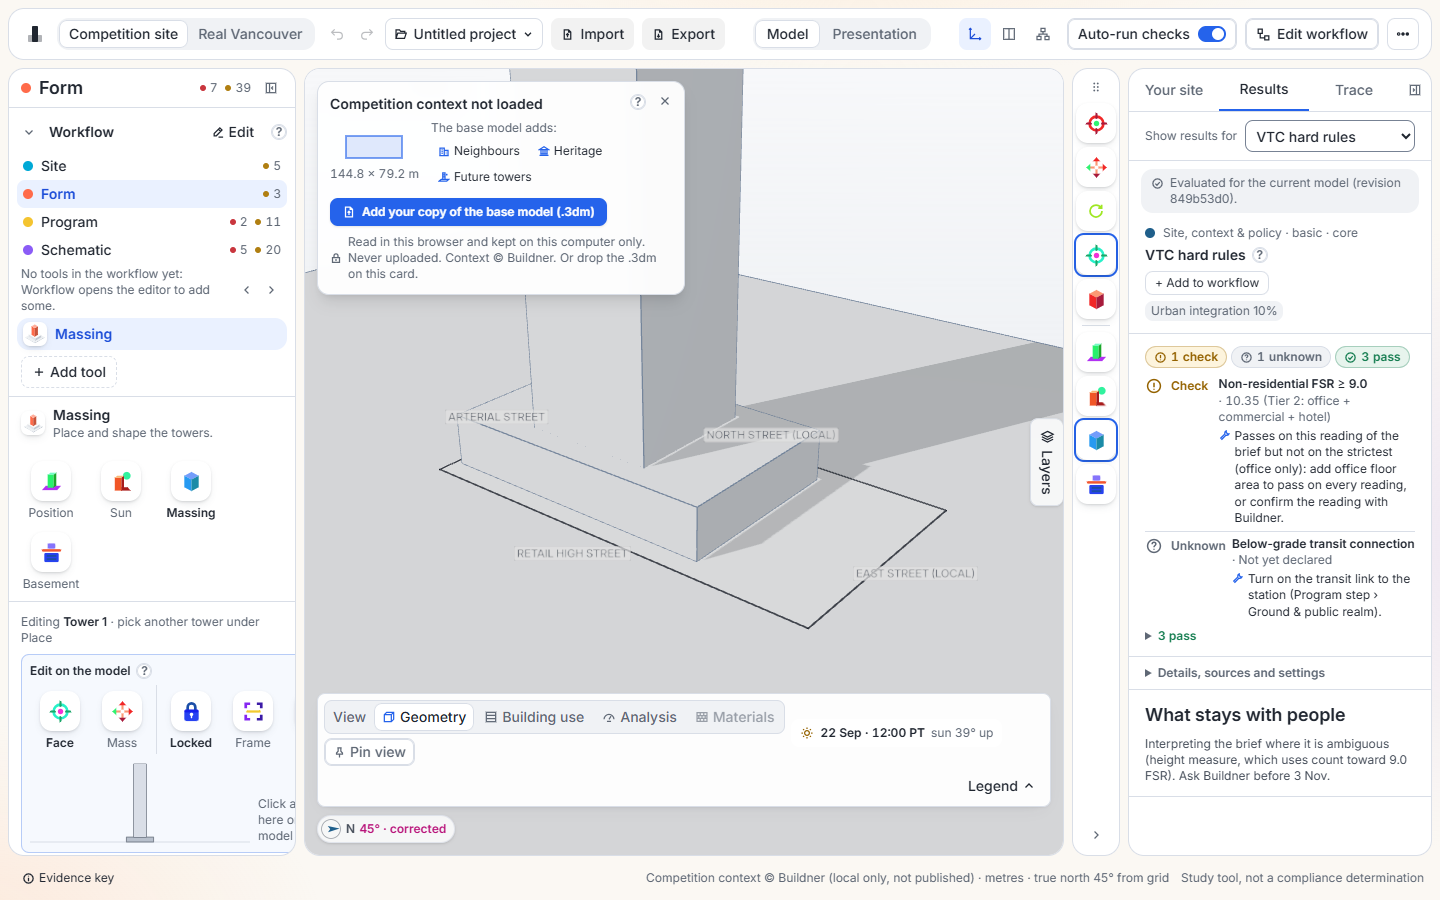 Competition site
Real Vancouver
Untitled project
Import
Export
Model
Presentation
Auto-run checks
Edit workflow
Form
7
39
Workflow
Edit
?
Site
5
Form
3
Program
2
11
Schematic
5
20
No tools in the workflow yet:
Workflow opens the editor to add
some.
Massing
+ Add tool
Massing
Place and shape the towers.
Position
Sun
Massing
Basement
Editing Tower 1 · pick another tower under
Place
Edit on the model ?
Face
Mass
Locked
Frame
Click a
here o
model
Competition context not loaded
?
The base model adds:
Neighbours
Heritage
Future towers
144.8 × 79.2 m
Add your copy of the base model (.3dm)
Read in this browser and kept on this computer only.
Never uploaded. Context © Buildner. Or drop the .3dm
on this card.
ARTERIAL STREET
NORTH STREET (LOCAL)
RETAIL HIGH STREET
EAST STREET (LOCAL)
Layers
View
Geometry
Building use
Analysis
Materials
22 Sep · 12:00 PT sun 39° up
Pin view
Legend
N 45° · corrected
Your site
Results
Trace
Show results for
VTC hard rules
Evaluated for the current model (revision
849b53d0).
Site, context & policy · basic · core
VTC hard rules ?
+ Add to workflow
Urban integration 10%
1 check
1 unknown
3 pass
Check
Non-residential FSR ≥ 9.0
· 10.35 (Tier 2: office +
commercial + hotel)
Passes on this reading of the
brief but not on the strictest
(office only): add office floor
area to pass on every reading,
or confirm the reading with
Buildner.
Unknown
Below-grade transit connection
· Not yet declared
Turn on the transit link to the
station (Program step ›
Ground & public realm).
3 pass
Details, sources and settings
What stays with people
Interpreting the brief where it is ambiguous
(height measure, which uses count toward 9.0
FSR). Ask Buildner before 3 Nov.
Evidence key
Competition context © Buildner (local only, not published) · metres · true north 45° from grid
Study tool, not a compliance determination